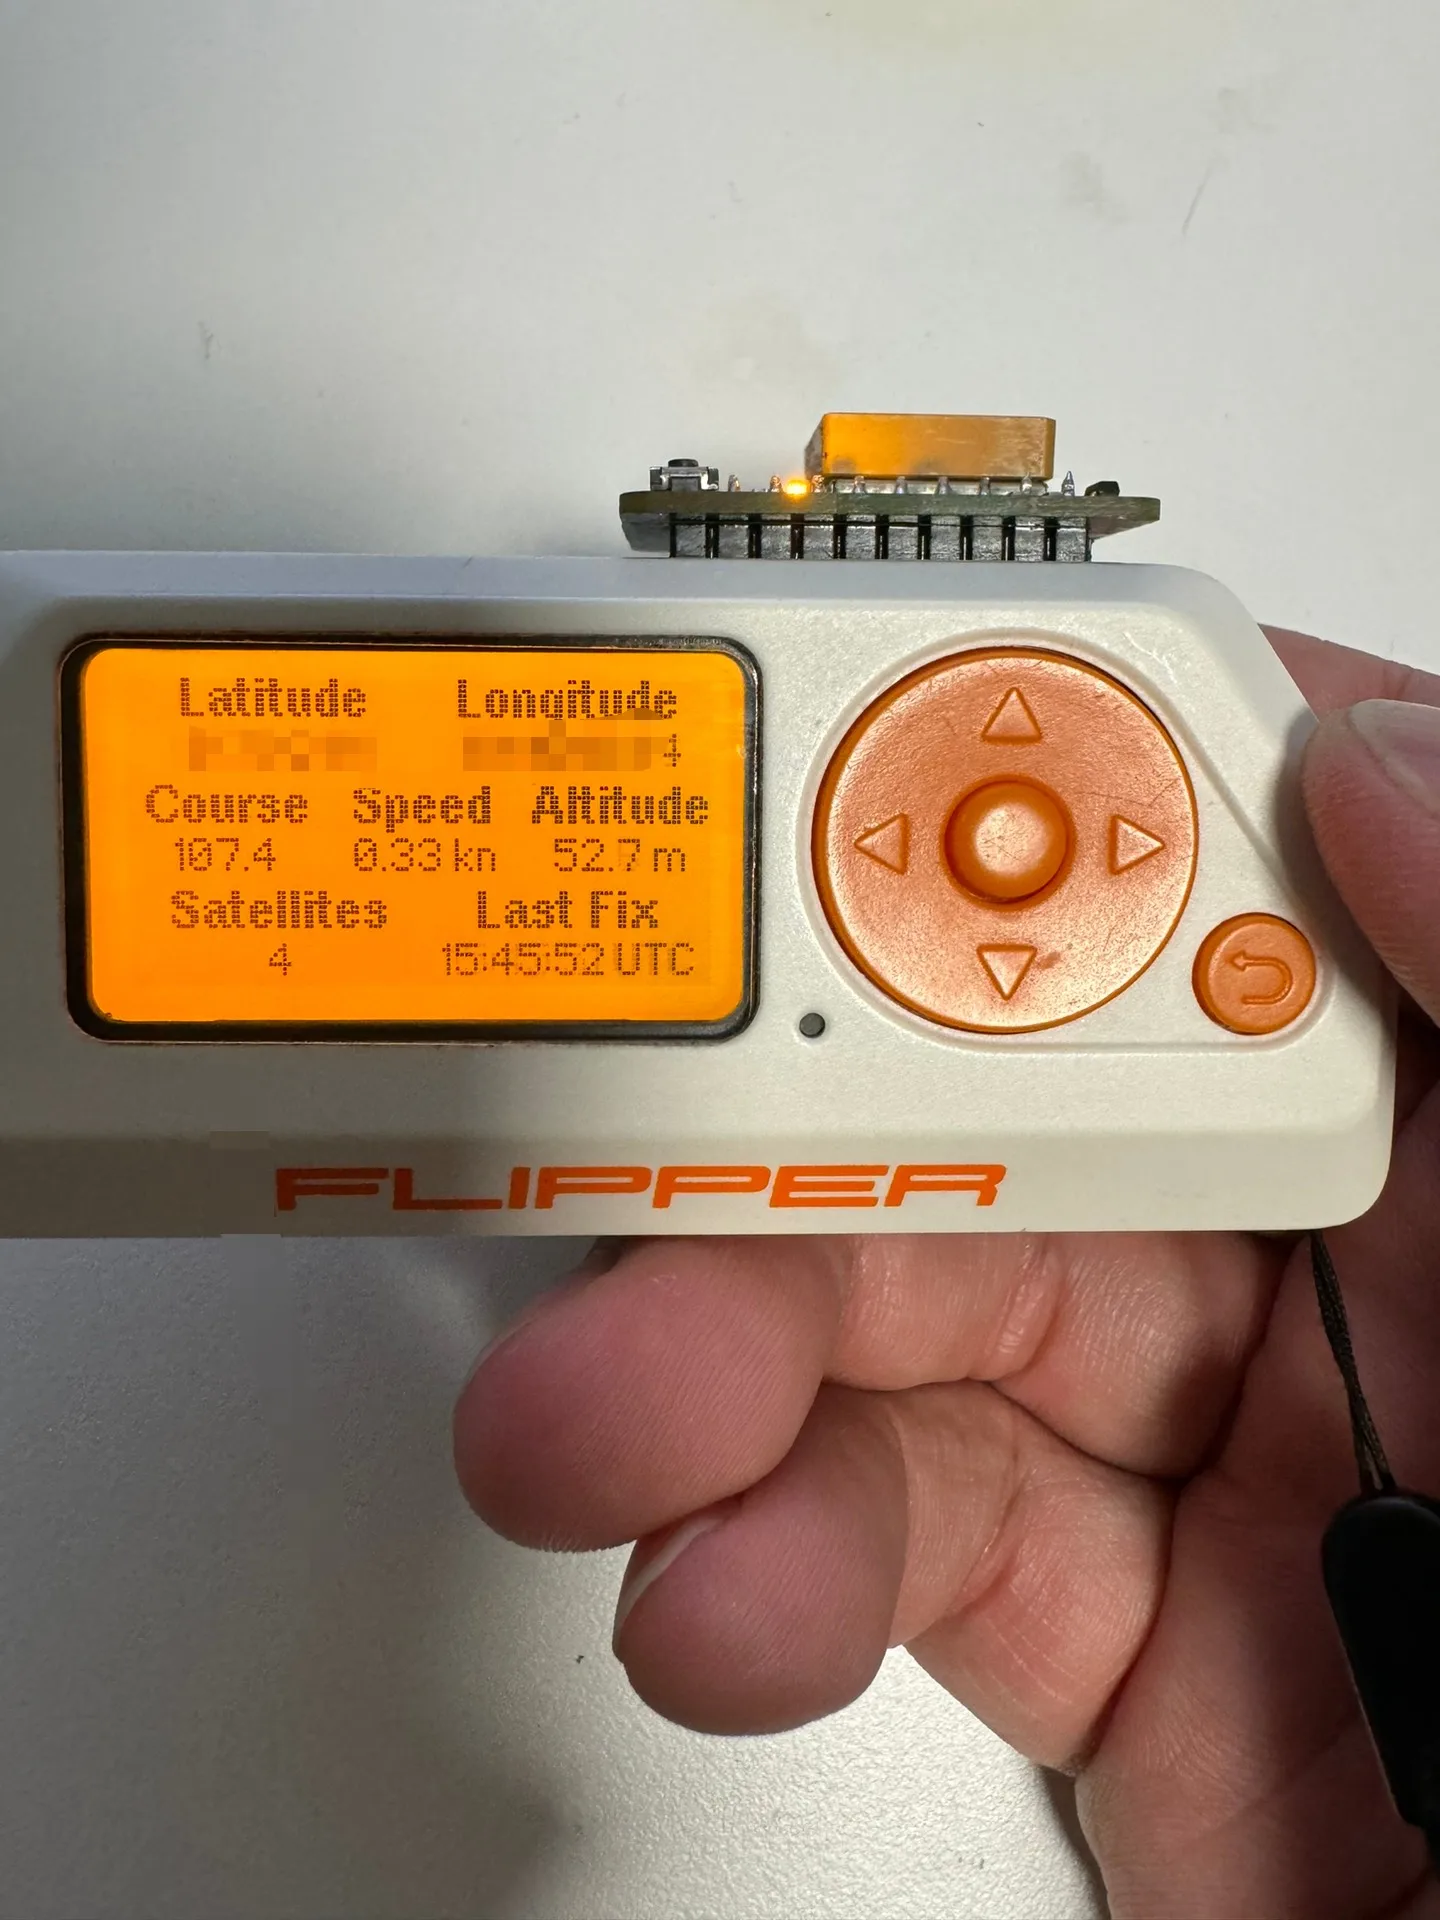 Latitude Longitude
4
Course Speed Altitude
107.4 0.33 kn 52.7 m
Satellites Last Fix
4 15:45:52 UTC
FLIPPER